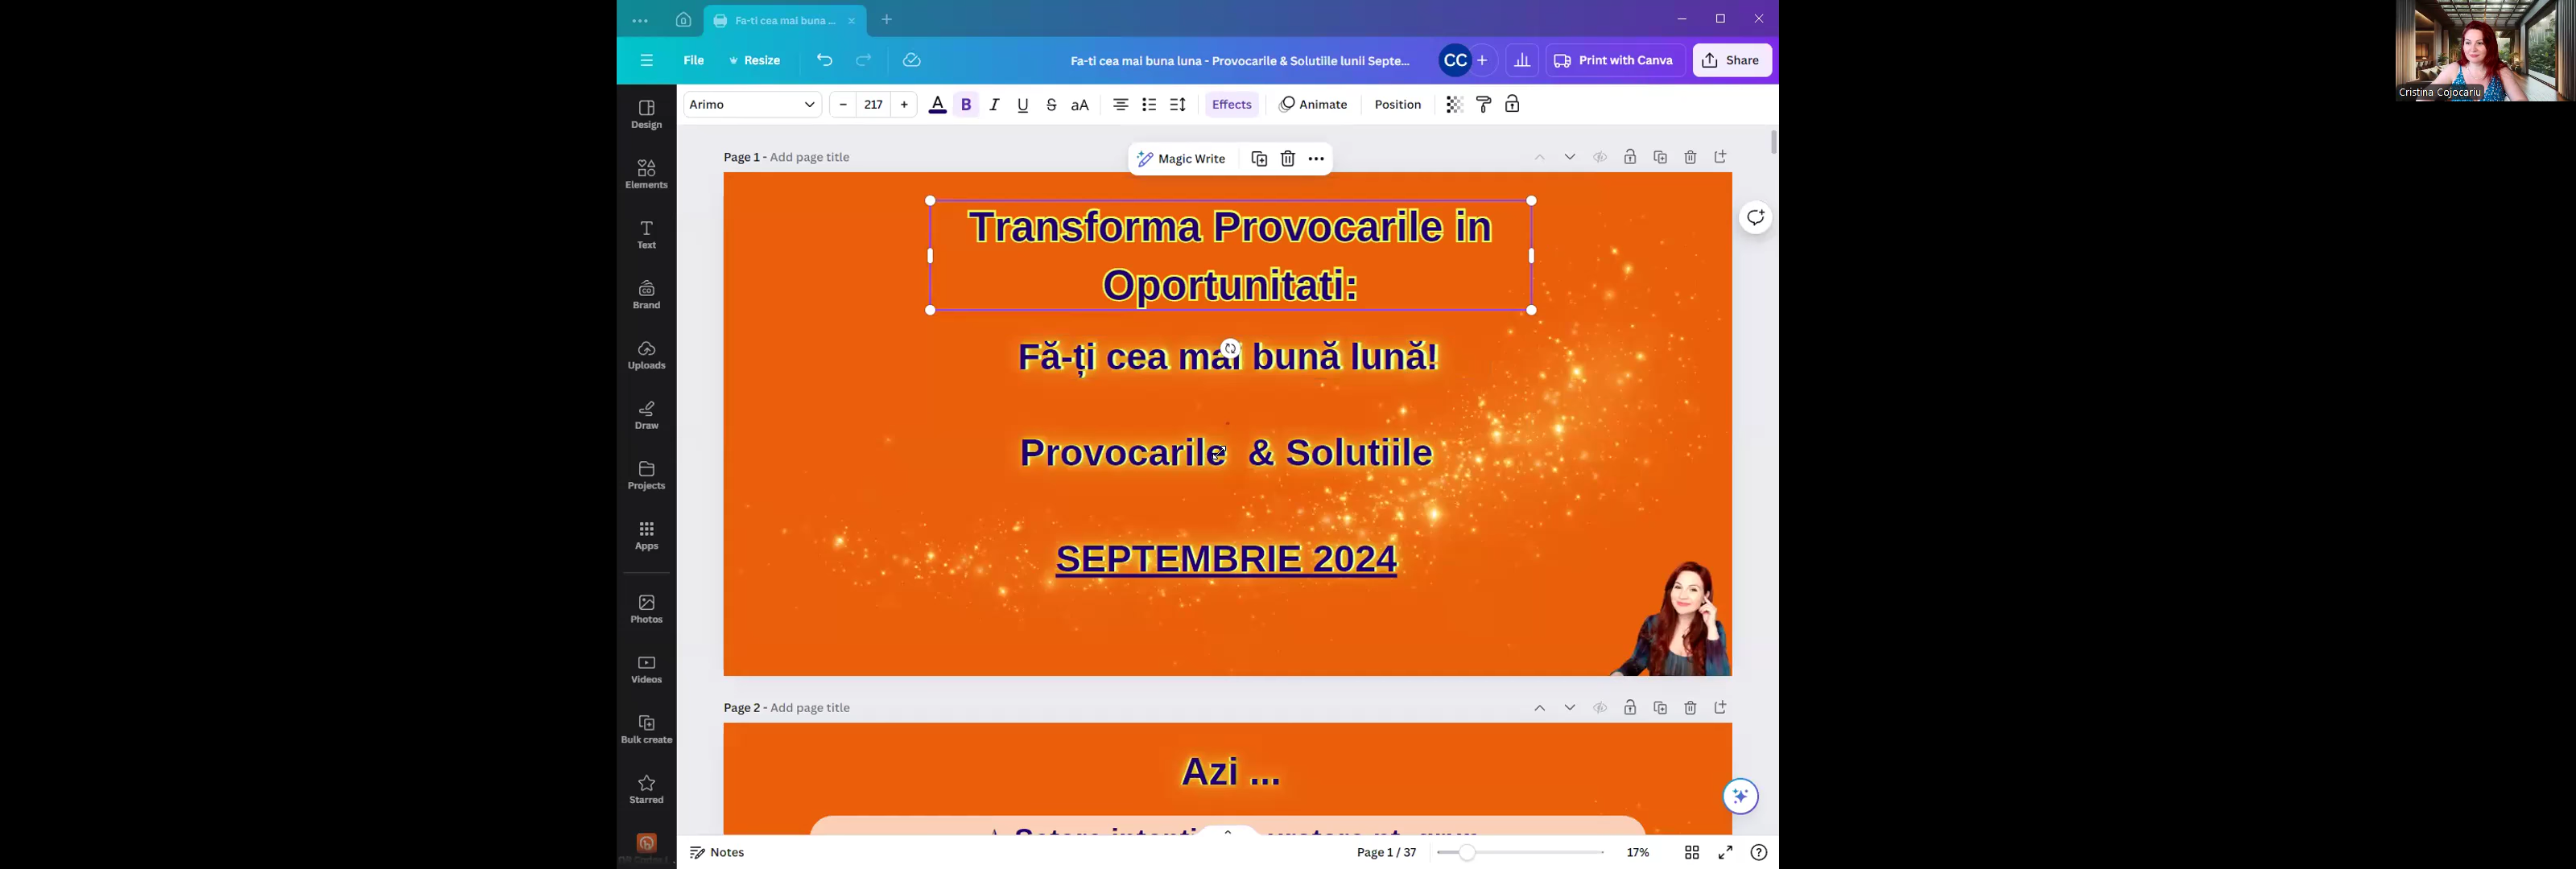 Fa-ti cea mai buna ...
File
Resize
Fa-ti cea mai buna luna - Provocarile & Solutiile lunii Septe...
CC
Print with Canva
Share
Cristina Cojocariu
Arimo
217
A
B
I
U
S
aA
Effects
Animate
Position
Design
Elements
Text
Brand
Uploads
Draw
Projects
Apps
Photos
Videos
Bulk create
Starred
Page 1 - Add page title
Magic Write
Transforma Provocarile in
Oportunitati:
Fă-ți cea mai bună lună!
Provocarile & Solutiile
SEPTEMBRIE 2024
Page 2 - Add page title
Azi ...
Notes
Page 1 / 37
17%